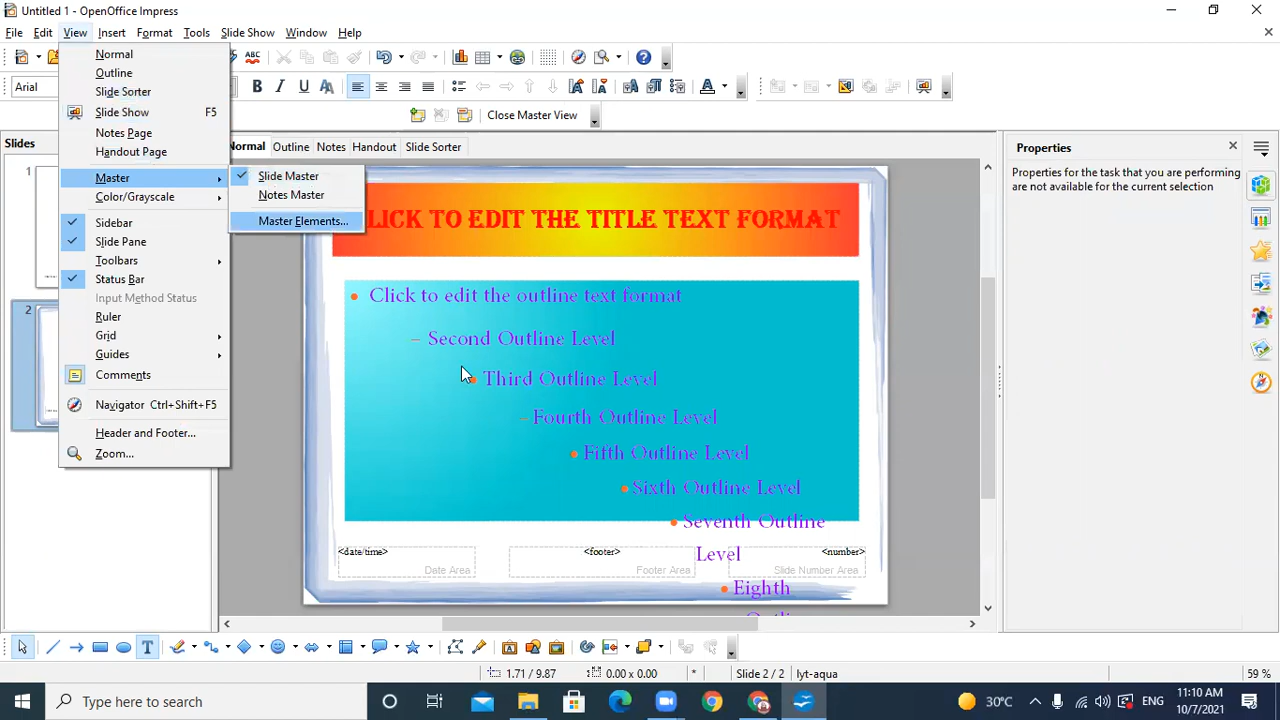 Untitled 1 - OpenOffice Impress
File Edit View Insert Format Tools Slide Show Window Help
Arial
Close Master View
Normal
Outline
Slide Sorter
Slide Show F5
Notes Page
Handout Page
Master
Color/Grayscale
Sidebar
Slide Pane
Toolbars
Status Bar
Input Method Status
Ruler
Grid
Guides
Comments
Navigator Ctrl+Shift+F5
Header and Footer...
Zoom...
Slide Master
Notes Master
Master Elements...
Slides
1
2
Normal Outline Notes Handout Slide Sorter
CLICK TO EDIT THE TITLE TEXT FORMAT
Click to edit the outline text format
– Second Outline Level
Third Outline Level
– Fourth Outline Level
Fifth Outline Level
Sixth Outline Level
Seventh Outline
Level
Eighth
<date/time>
Date Area
<footer>
Footer Area
<number>
Slide Number Area
Properties
Properties for the task that you are performing
are not available for the current selection
1.71 / 9.87 0.00 x 0.00 * Slide 2 / 2 lyt-aqua 59 %
Type here to search
30°C
ENG
11:10 AM
10/7/2021